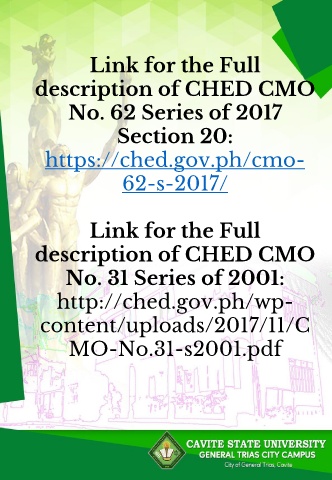 Link for the Full
description of CHED CMO
No. 62 Series of 2017
Section 20:
https://ched.gov.ph/cmo-
62-s-2017/
Link for the Full
description of CHED CMO
No. 31 Series of 2001:
http://ched.gov.ph/wp-
content/uploads/2017/11/C
MO-No.31-s2001.pdf
CAVITE STATE UNIVERSITY
GENERAL TRIAS CITY CAMPUS
City of General Trias, Cavite